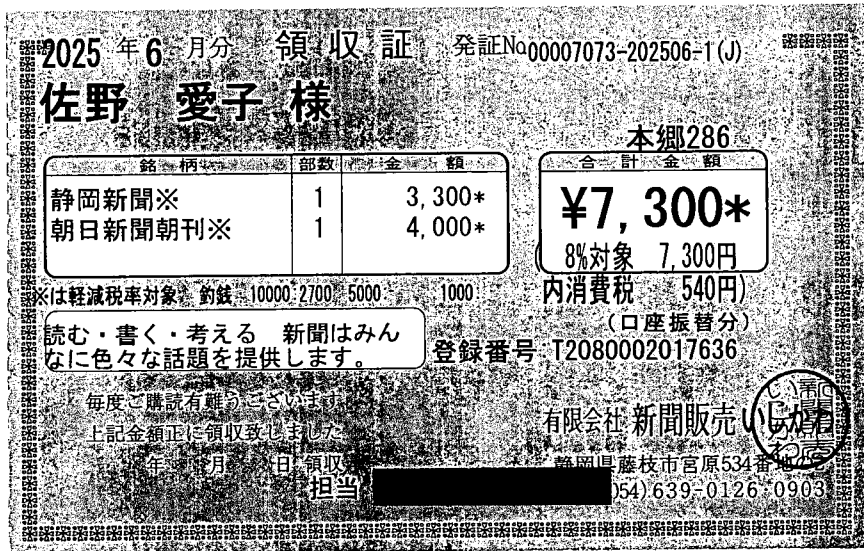 2025 年 6 月分 領収証 発証No00007073-202506-1(J)
佐野 愛子 様
本郷286
銘柄 部数 金額
静岡新聞※ 1 3,300*
朝日新聞朝刊※ 1 4,000*
合計金額
¥7,300*
(8%対象 7,300円
内消費税 540円)
※は軽減税率対象 釣銭 10000 2700 5000 1000
(口座振替分)
読む・書く・考える 新聞はみん
なに色々な話題を提供します。
登録番号 T2080002017636
毎度ご購読有難うございます
上記金額正に領収致しました
年 月 日 領収
有限会社 新聞販売いしかわ
静岡県藤枝市宮原534番地
担当
054)639-0126 0903